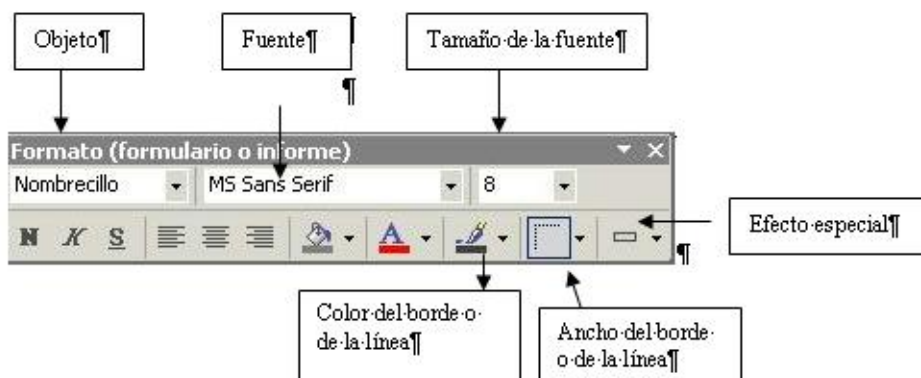 Objeto¶
Fuente¶
¶
Tamaño·de·la·fuente¶
¶
Formato (formulario o informe)
Nombrecillo
MS Sans Serif
8
N K S
A
Efecto·especial¶
¶
Color·del·borde·o·
de·la·línea¶
Ancho·del·borde·
o·de·la·línea¶